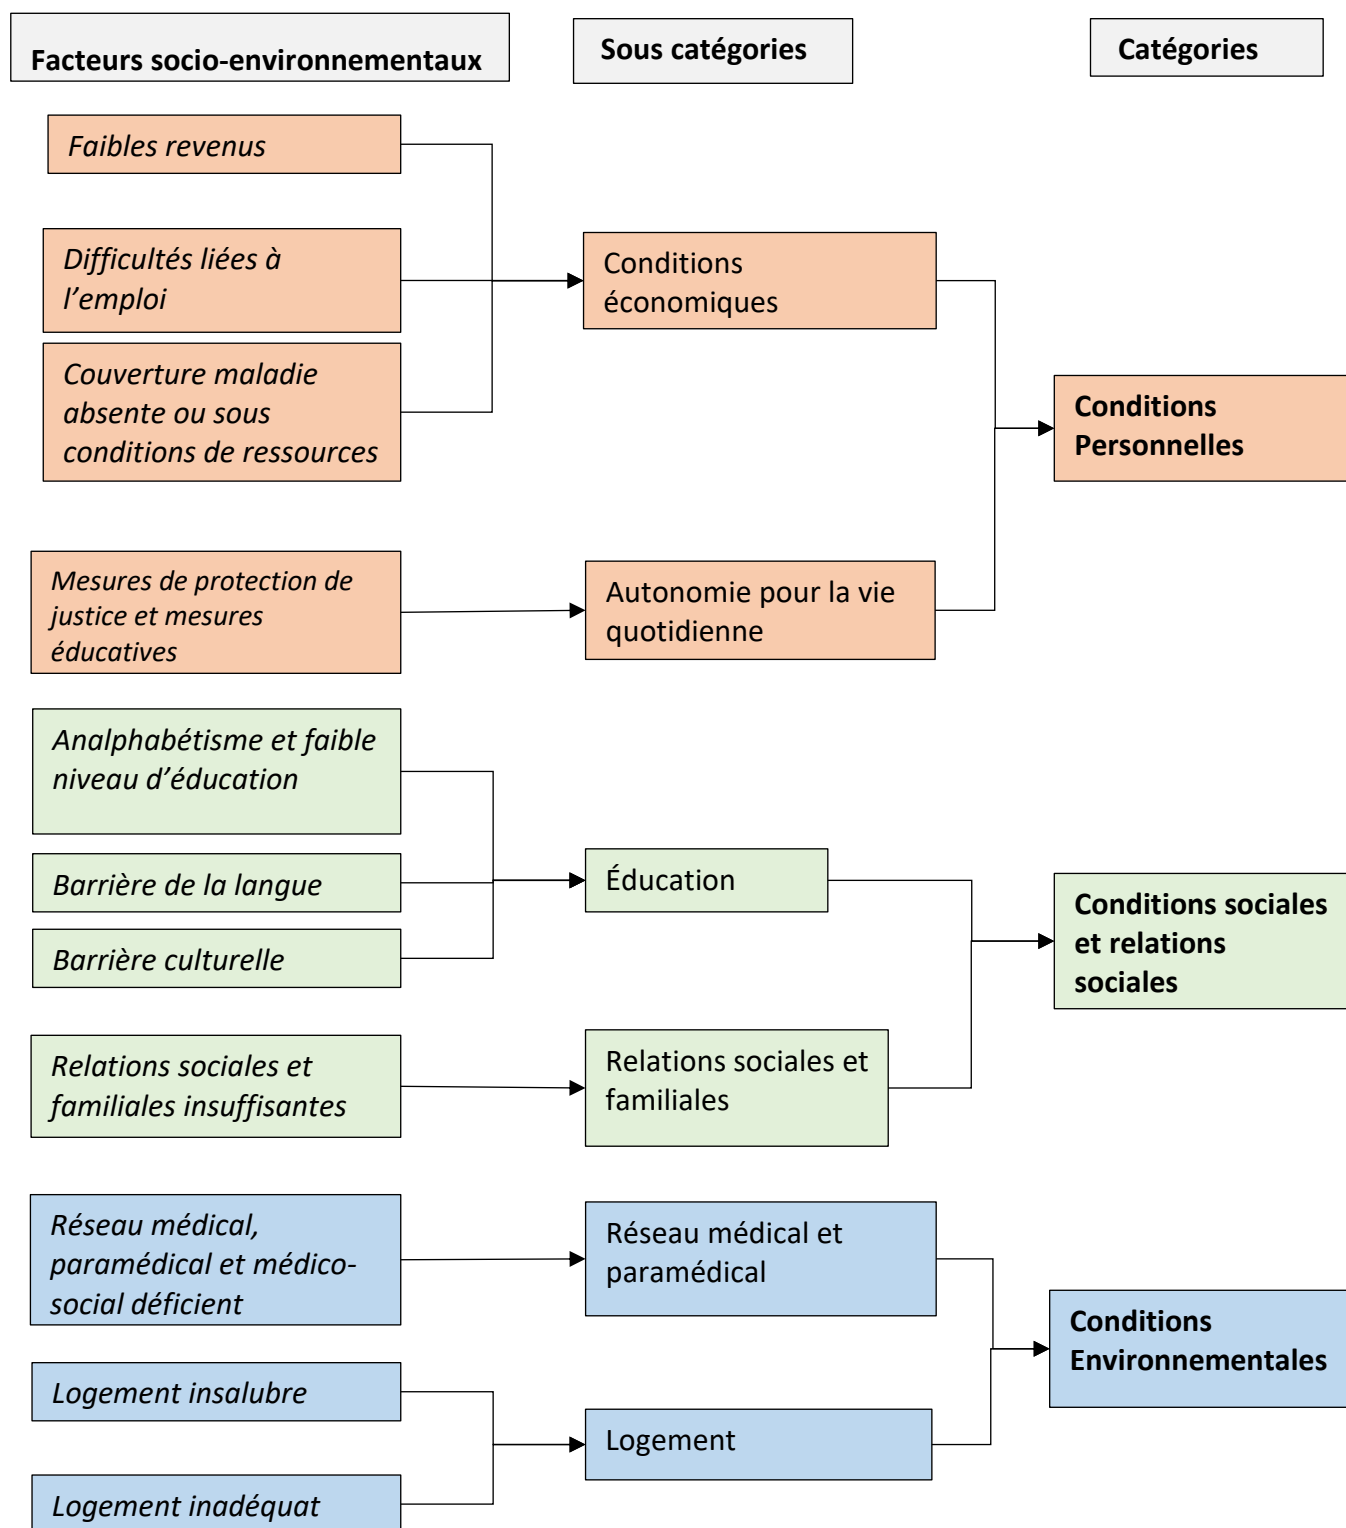 Facteurs socio-environnementaux
Sous catégories
Catégories
Faibles revenus
Difficultés liées à
l’emploi
Couverture maladie
absente ou sous
conditions de ressources
Conditions
économiques
Mesures de protection de
justice et mesures
éducatives
Autonomie pour la vie
quotidienne
Conditions
Personnelles
Analphabétisme et faible
niveau d’éducation
Barrière de la langue
Barrière culturelle
Éducation
Relations sociales et
familiales insuffisantes
Relations sociales et
familiales
Conditions sociales
et relations
sociales
Réseau médical,
paramédical et médico-
social déficient
Réseau médical et
paramédical
Logement insalubre
Logement inadéquat
Logement
Conditions
Environnementales